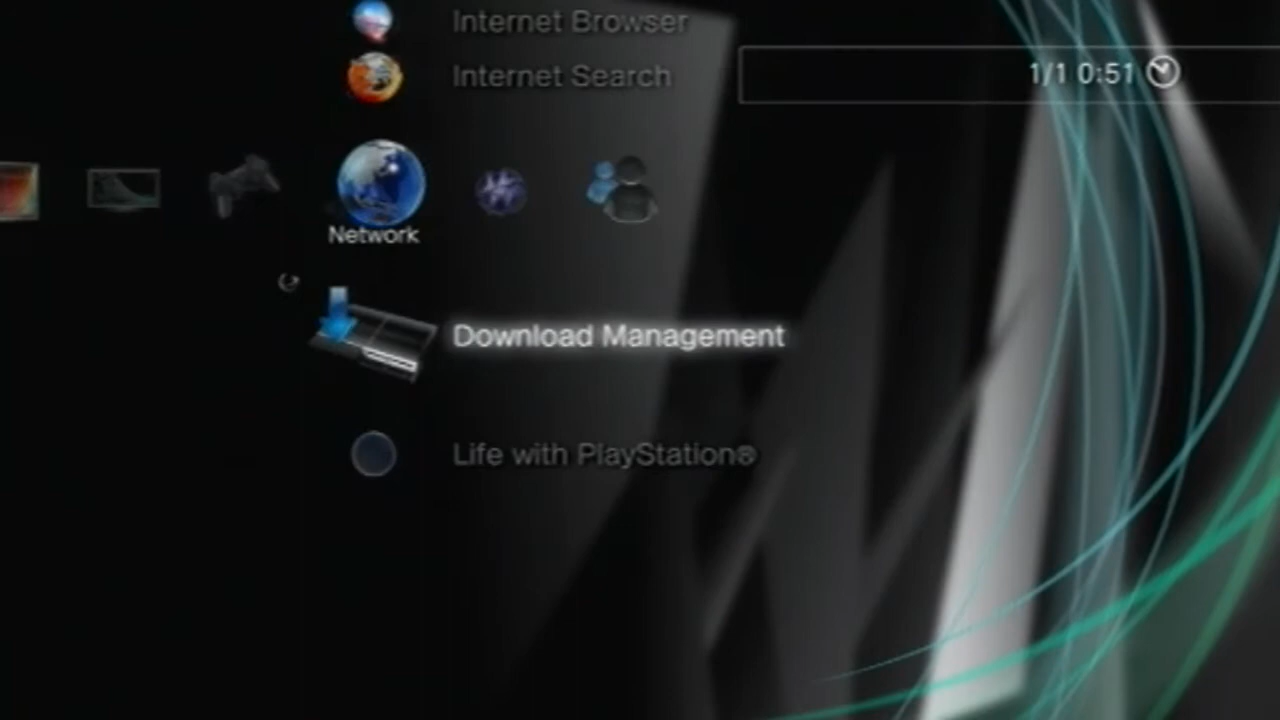 Internet Browser
Internet Search
1/1 0:51
Network
Download Management
Life with PlayStation®